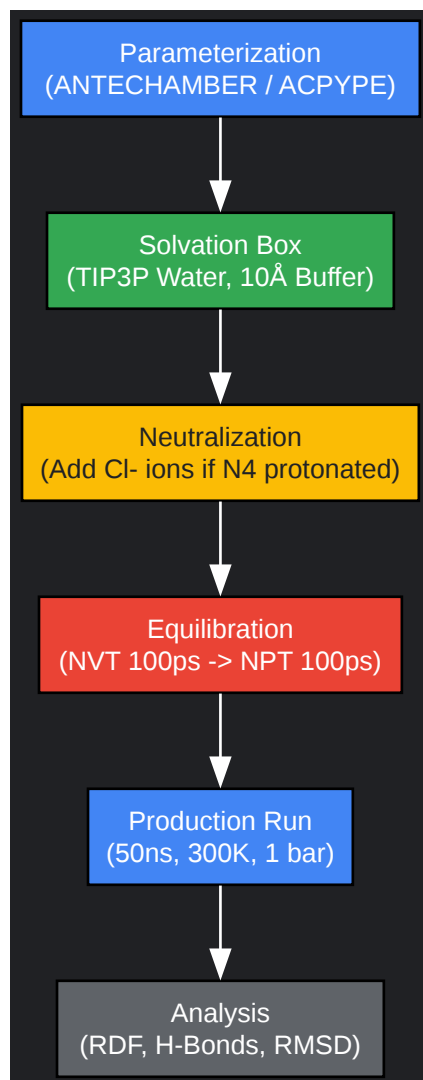 Parameterization
(ANTECHAMBER / ACPYPE)
Solvation Box
(TIP3P Water, 10Å Buffer)
Neutralization
(Add Cl- ions if N4 protonated)
Equilibration
(NVT 100ps -> NPT 100ps)
Production Run
(50ns, 300K, 1 bar)
Analysis
(RDF, H-Bonds, RMSD)